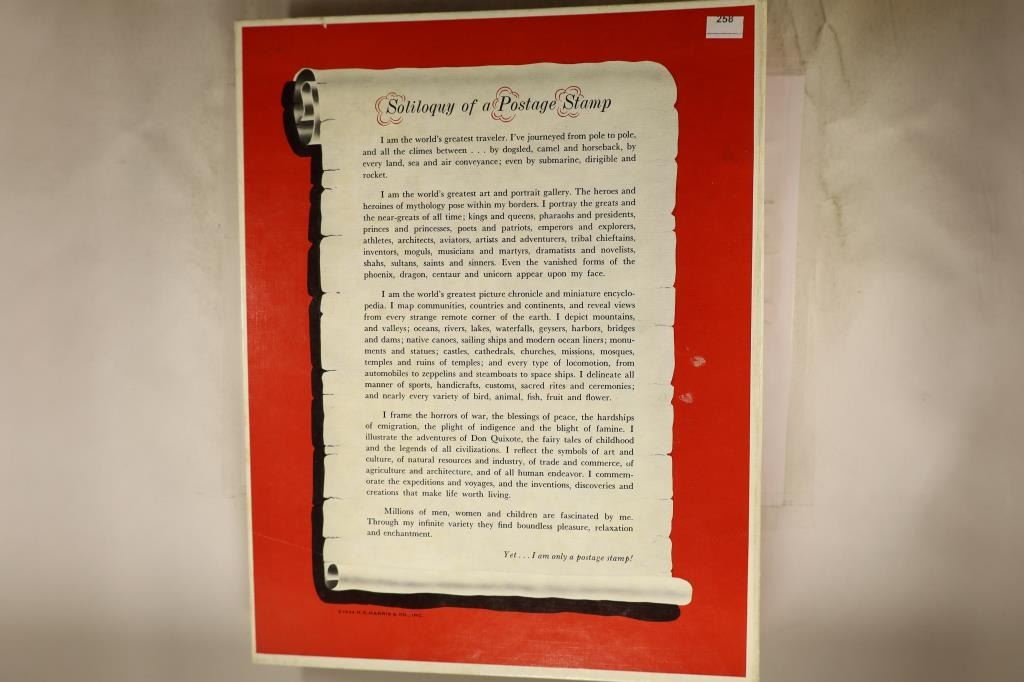 258
Soliloquy of a Postage Stamp
I am the world's greatest traveler. I've journeyed from pole to pole,
and all the climes between . . . by dogsled, camel and horseback, by
every land, sea and air conveyance; even by submarine, dirigible and
rocket.
I am the world's greatest art and portrait gallery. The heroes and
heroines of mythology pose within my borders. I portray the greats and
the near-greats of all time; kings and queens, pharaohs and presidents,
princes and princesses, poets and patriots, emperors and explorers,
athletes, architects, aviators, artists and adventurers, tribal chieftains,
inventors, moguls, musicians and martyrs, dramatists and novelists,
shahs, sultans, saints and sinners. Even the vanished forms of the
phoenix, dragon, centaur and unicorn appear upon my face.
I am the world's greatest picture chronicle and miniature encyclo-
pedia. I map communities, countries and continents, and reveal views
from every strange remote corner of the earth. I depict mountains,
and valleys; oceans, rivers, lakes, waterfalls, geysers, harbors, bridges
and dams; native canoes, sailing ships and modern ocean liners; monu-
ments and statues; castles, cathedrals, churches, missions, mosques,
temples and ruins of temples; and every type of locomotion, from
automobiles to zeppelins and steamboats to space ships. I delineate all
manner of sports, handicrafts, customs, sacred rites and ceremonies;
and nearly every variety of bird, animal, fish, fruit and flower.
I frame the horrors of war, the blessings of peace, the hardships
of emigration, the plight of indigence and the blight of famine. I
illustrate the adventures of Don Quixote, the fairy tales of childhood
and the legends of all civilizations. I reflect the symbols of art and
culture, of natural resources and industry, of trade and commerce, of
agriculture and architecture, and of all human endeavor. I commem-
orate the expeditions and voyages, and the inventions, discoveries and
creations that make life worth living.
Millions of men, women and children are fascinated by me.
Through my infinite variety they find boundless pleasure, relaxation
and enchantment.
Yet . . . I am only a postage stamp!
H. E. HARRIS & CO., INC.